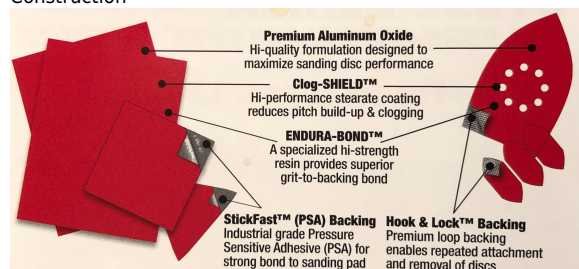 Construction
Premium Aluminum Oxide
Hi-quality formulation designed to
maximize sanding disc performance
Clog-SHIELD™
Hi-performance stearate coating
reduces pitch build-up & clogging
ENDURA-BOND™
A specialized hi-strength
resin provides superior
grit-to-backing bond
StickFast™ (PSA) Backing
Industrial grade Pressure
Sensitive Adhesive (PSA) for
strong bond to sanding pad
Hook & Lock™ Backing
Premium loop backing
enables repeated attachment
and removal of discs